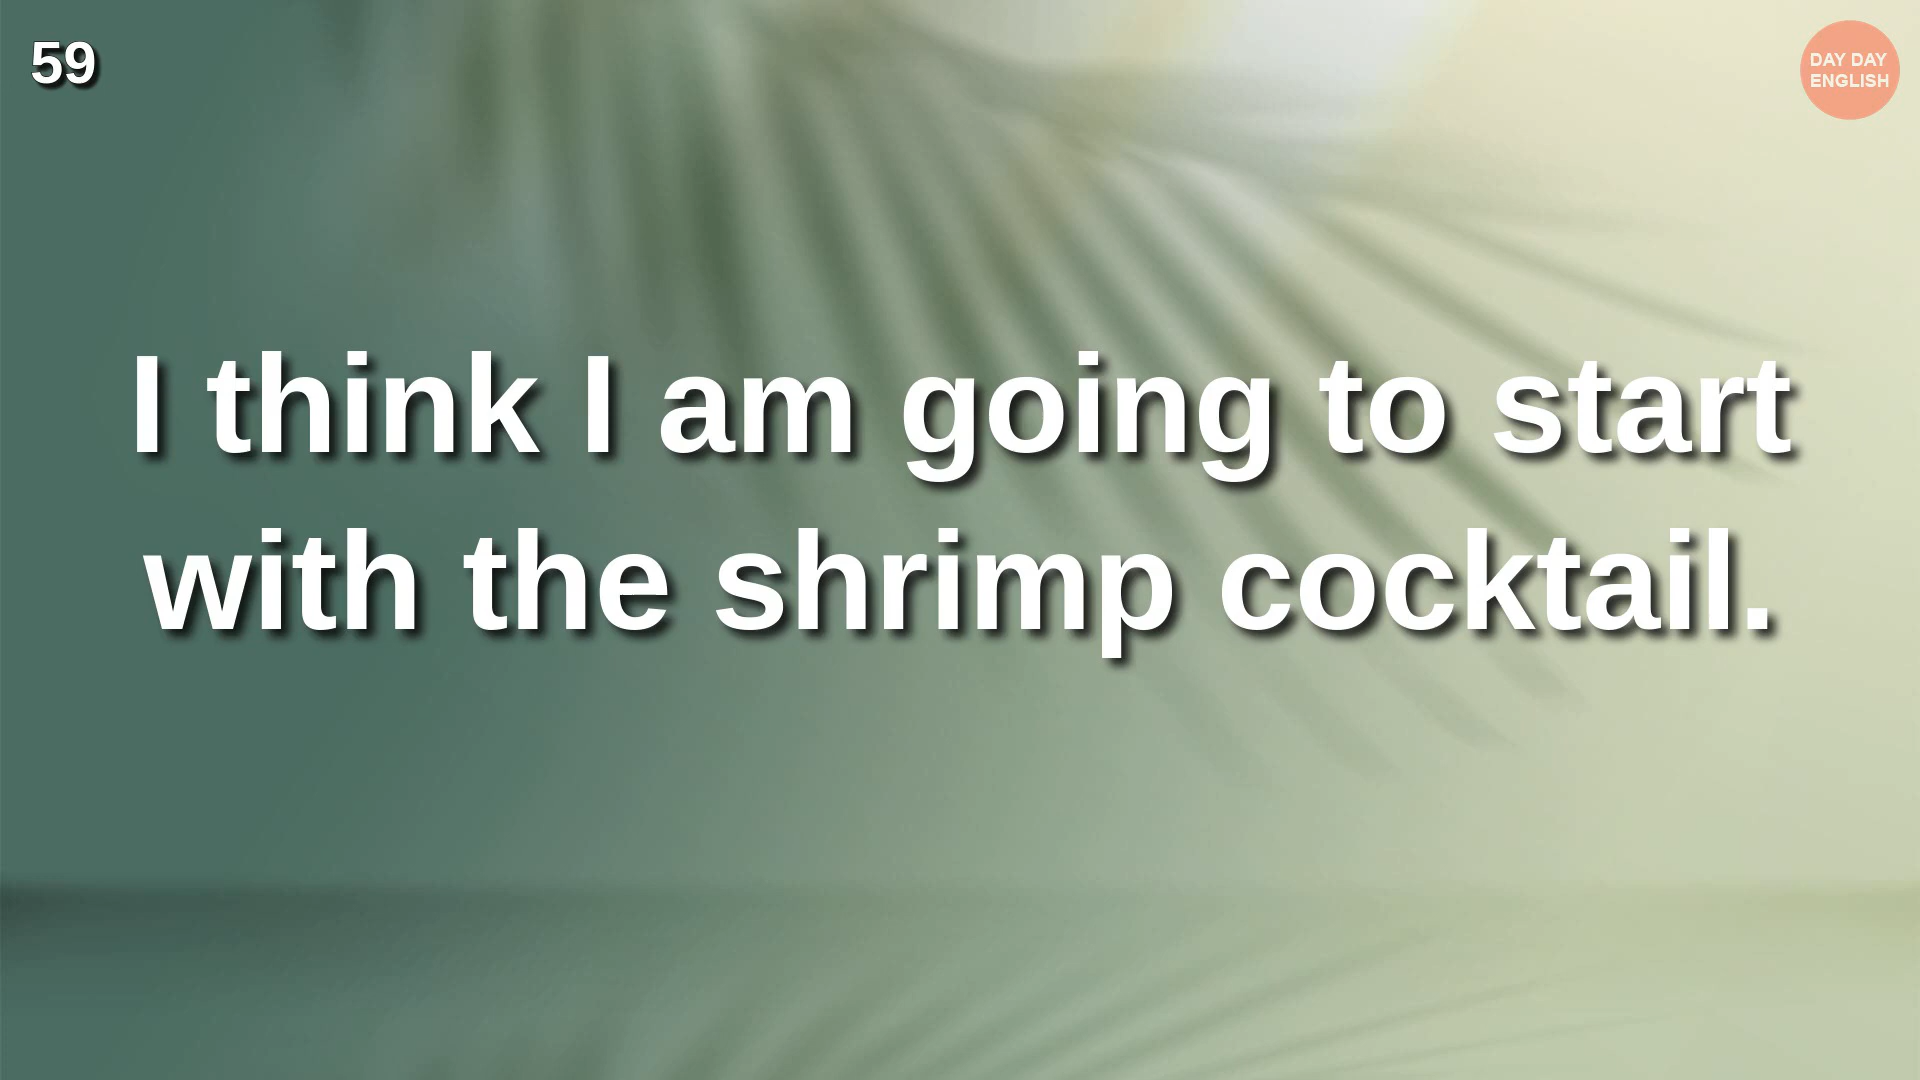 59
DAY DAY
ENGLISH
I think I am going to start
with the shrimp cocktail.